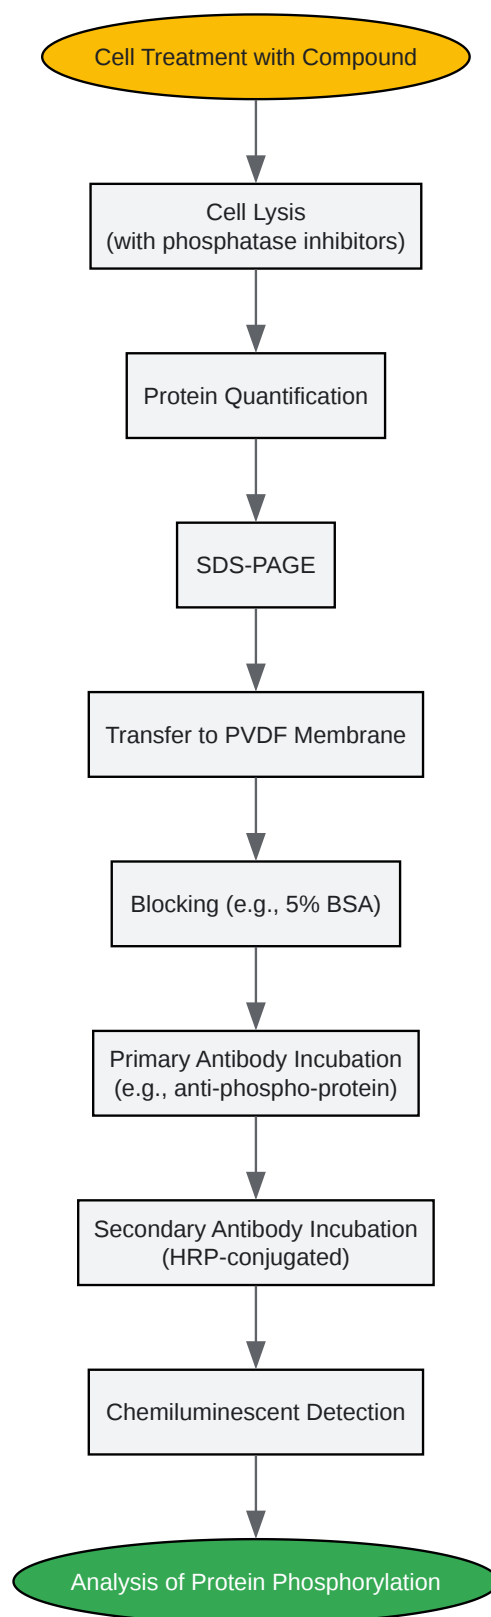 Cell Treatment with Compound
Cell Lysis
(with phosphatase inhibitors)
Protein Quantification
SDS-PAGE
Transfer to PVDF Membrane
Blocking (e.g., 5% BSA)
Primary Antibody Incubation
(e.g., anti-phospho-protein)
Secondary Antibody Incubation
(HRP-conjugated)
Chemiluminescent Detection
Analysis of Protein Phosphorylation